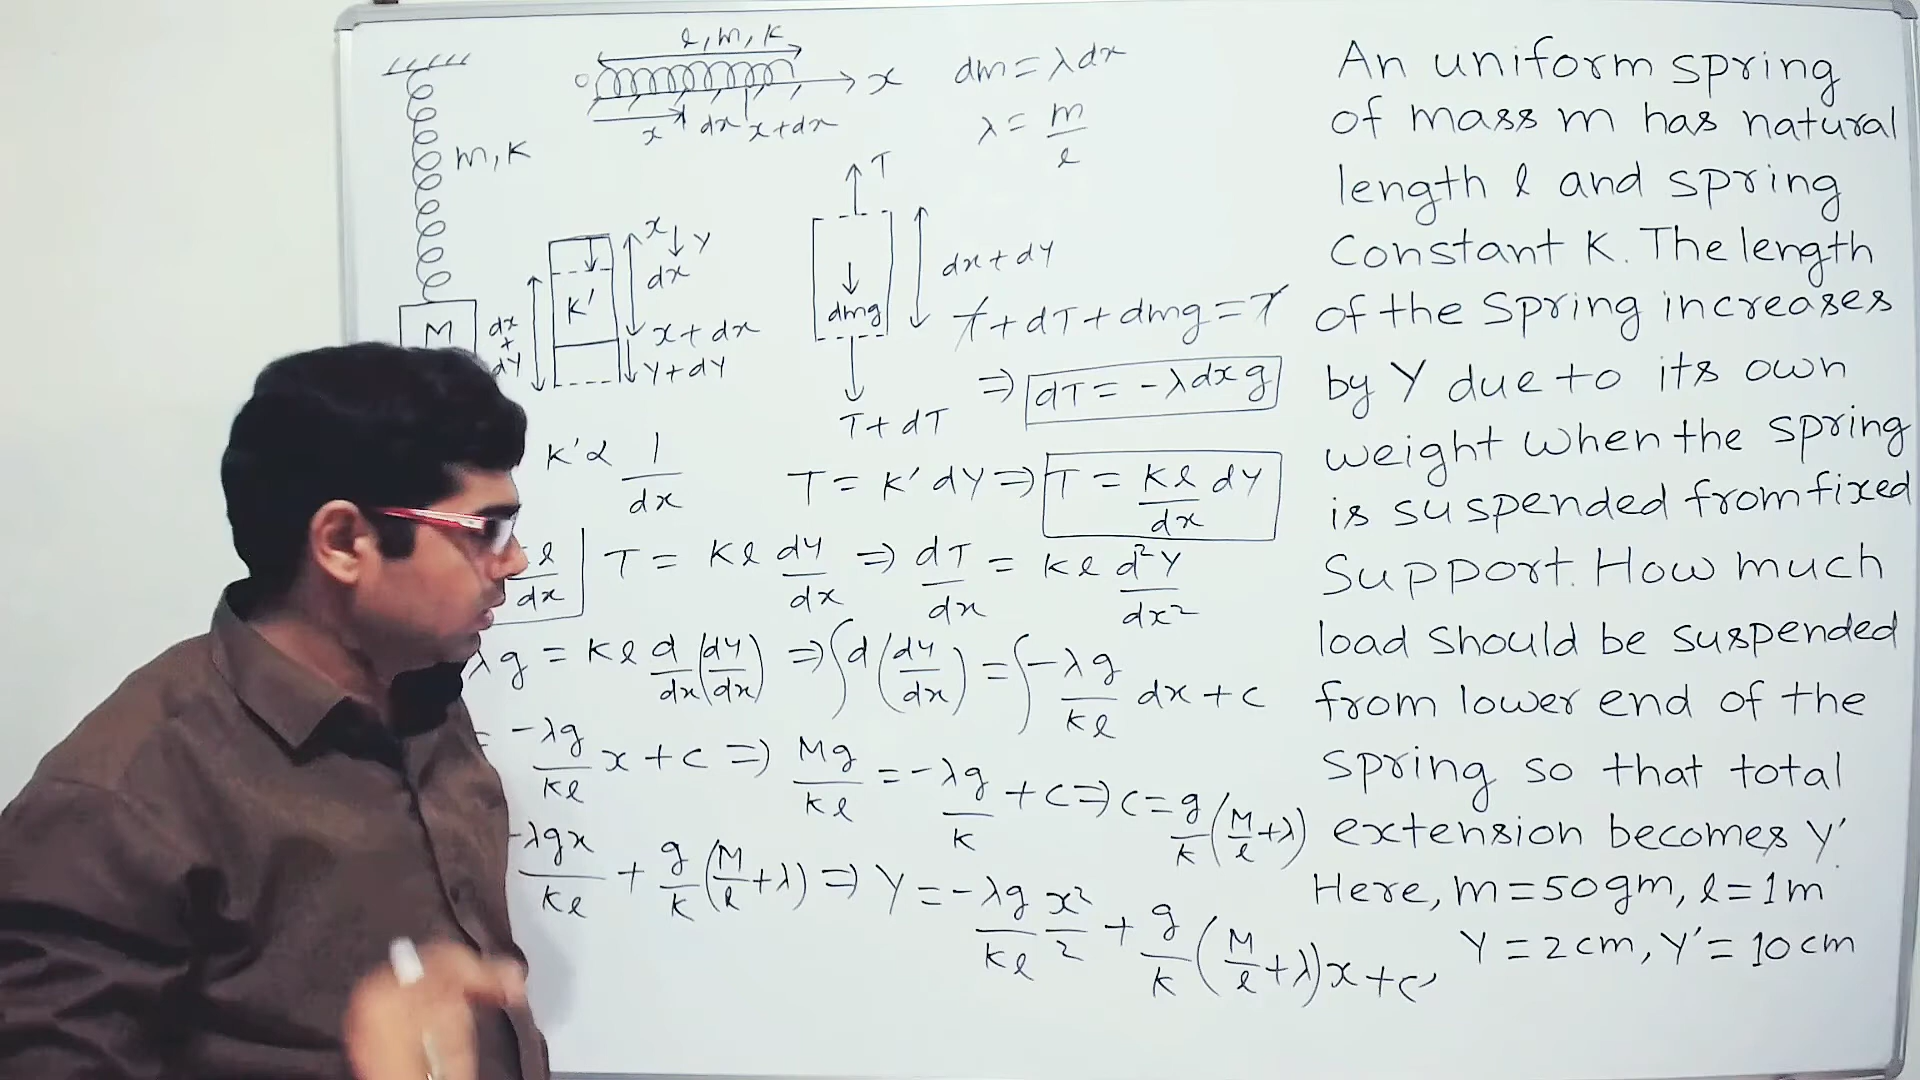 l, m, K
O
x
x
dx
x+dx
dm = λdx
λ = m/l
m, K
M
x
Y
dx
K'
x + dx
Y + dY
dx + dY
T
dmg
dx + dY
T + dT
T + dT + dmg = T
⇒ dT = -λdxg
K' α 1/dx
T = K'dY ⇒ T = Kl/dx dY
l/dx
T = Kl dY/dx ⇒ dT/dx = Kl d²Y/dx²
λg = Kl d/dx (dY/dx) ⇒ ∫d(dY/dx) = ∫-λg/Kl dx + c
= -λg/Kl x + c ⇒ Mg/Kl = -λg/K + c ⇒ c = g/K (M/l + λ)
-λgx/Kl + g/K (M/l + λ) ⇒ Y = -λg/Kl x²/2 + g/K (M/l + λ)x + c'
An uniform spring
of mass m has natural
length l and spring
Constant K. The length
of the Spring increases
by Y due to its own
weight when the spring
is suspended from fixed
Support. How much
load should be suspended
from lower end of the
spring so that total
extension becomes Y'.
Here, m = 50gm, l = 1m
Y = 2cm, Y' = 10cm